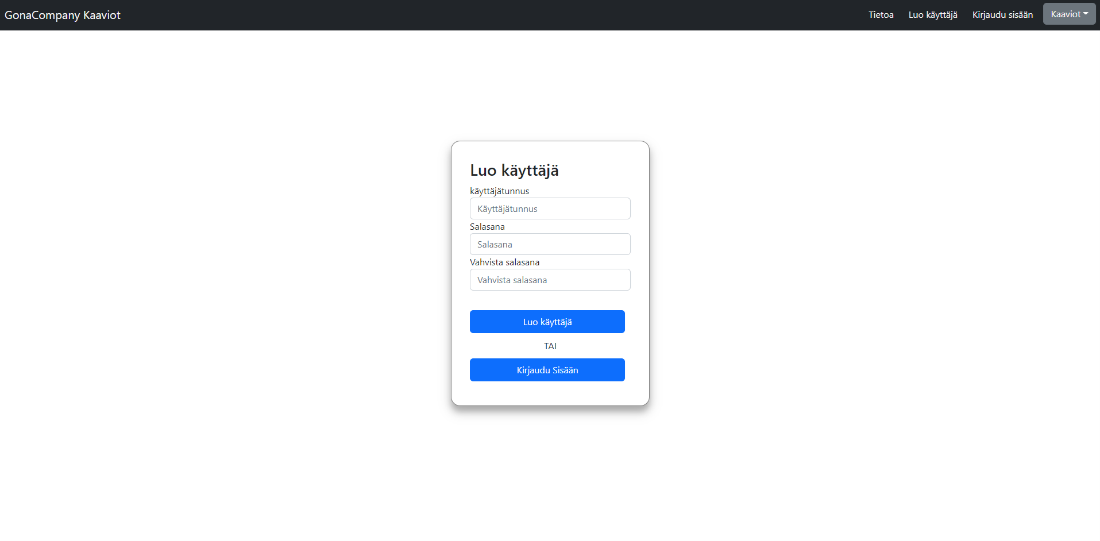 GonaCompany Kaaviot
Tietoa
Luo käyttäjä
Kirjaudu sisään
Kaaviot
Luo käyttäjä
käyttäjätunnus
Käyttäjätunnus
Salasana
Salasana
Vahvista salasana
Vahvista salasana
Luo käyttäjä
TAI
Kirjaudu Sisään